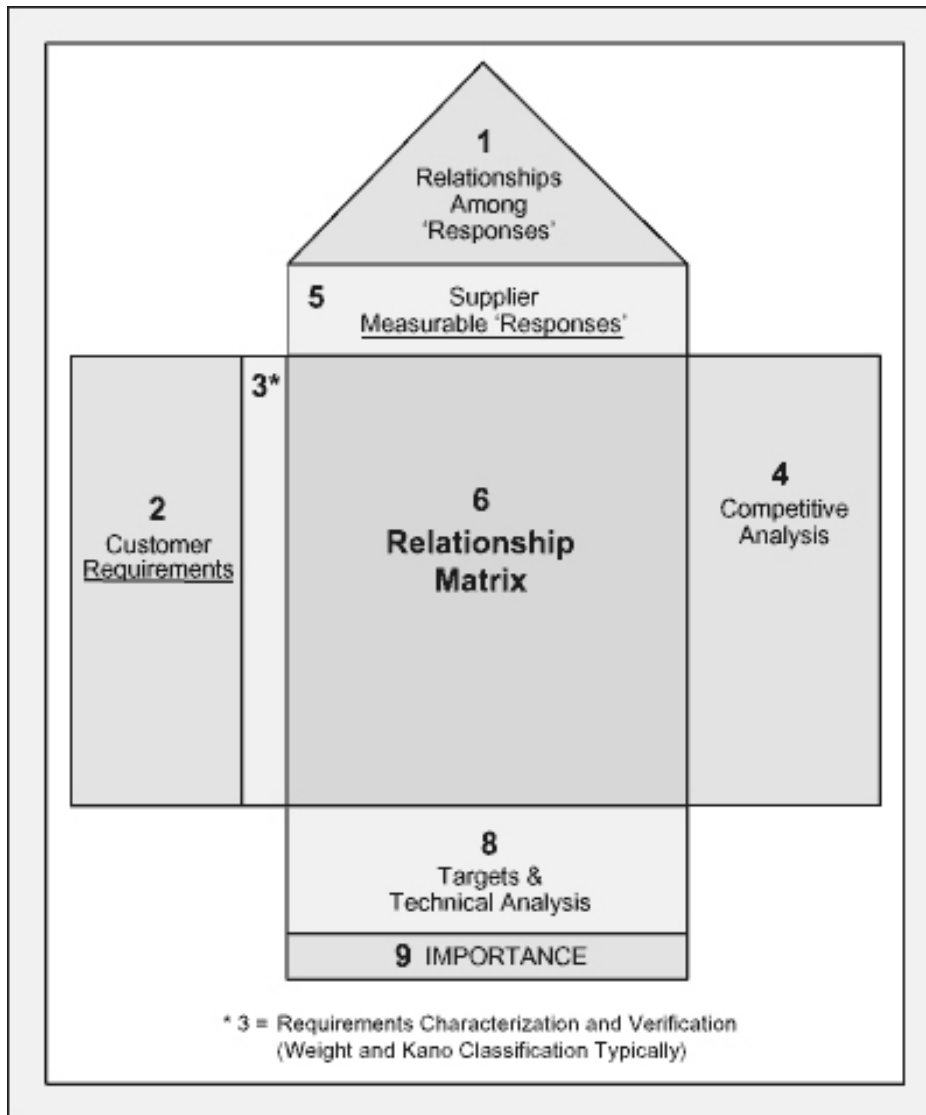 1
Relationships
Among
‘Responses’
5
Supplier
Measurable ‘Responses’
3*
2
Customer
Requirements
6
Relationship
Matrix
4
Competitive
Analysis
8
Targets &
Technical Analysis
9 IMPORTANCE
* 3 = Requirements Characterization and Verification
(Weight and Kano Classification Typically)